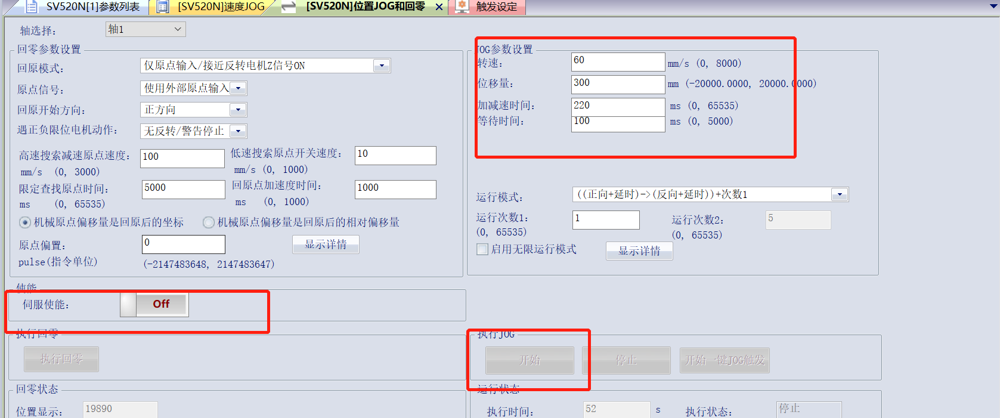 [SV520N[1]参数列表 [SV520N]速度JOG [SV520N]位置JOG和回零 触发设定
轴选择: 轴1
回零参数设置
回原模式: 仅原点输入/接近反转电机Z信号ON
原点信号: 使用外部原点输入
回原开始方向: 正方向
遇正负限位电机动作: 无反转/警告停止
高速搜索减速原点速度: 100 低速搜索原点开关速度: 10
mm/s (0, 3000) mm/s (0, 1000)
限定查找原点时间: 5000 回原点加速度时间: 1000
ms (0, 65535) ms (0, 1000)
机械原点偏移量是回原后的坐标 机械原点偏移量是回原后的相对偏移量
原点偏置: 0 显示详情
pulse(指令单位) (-2147483648, 2147483647)
JOG参数设置
转速: 60 mm/s (0, 8000)
位移量: 300 mm (-20000.0000, 20000.0000)
加减速时间: 220 ms (0, 65535)
等待时间: 100 ms (0, 5000)
运行模式: ((正向+延时)->(反向+延时))+次数1
运行次数1: 1 运行次数2: 5
(0, 65535) (0, 65535)
启用无限运行模式 显示详情
使能
伺服使能: Off
执行回零
执行回零
执行JOG
开始 停止 开始一键JOG触发
回零状态
位置显示: 19890
运行状态
执行时间: 52 s 执行状态: 停止